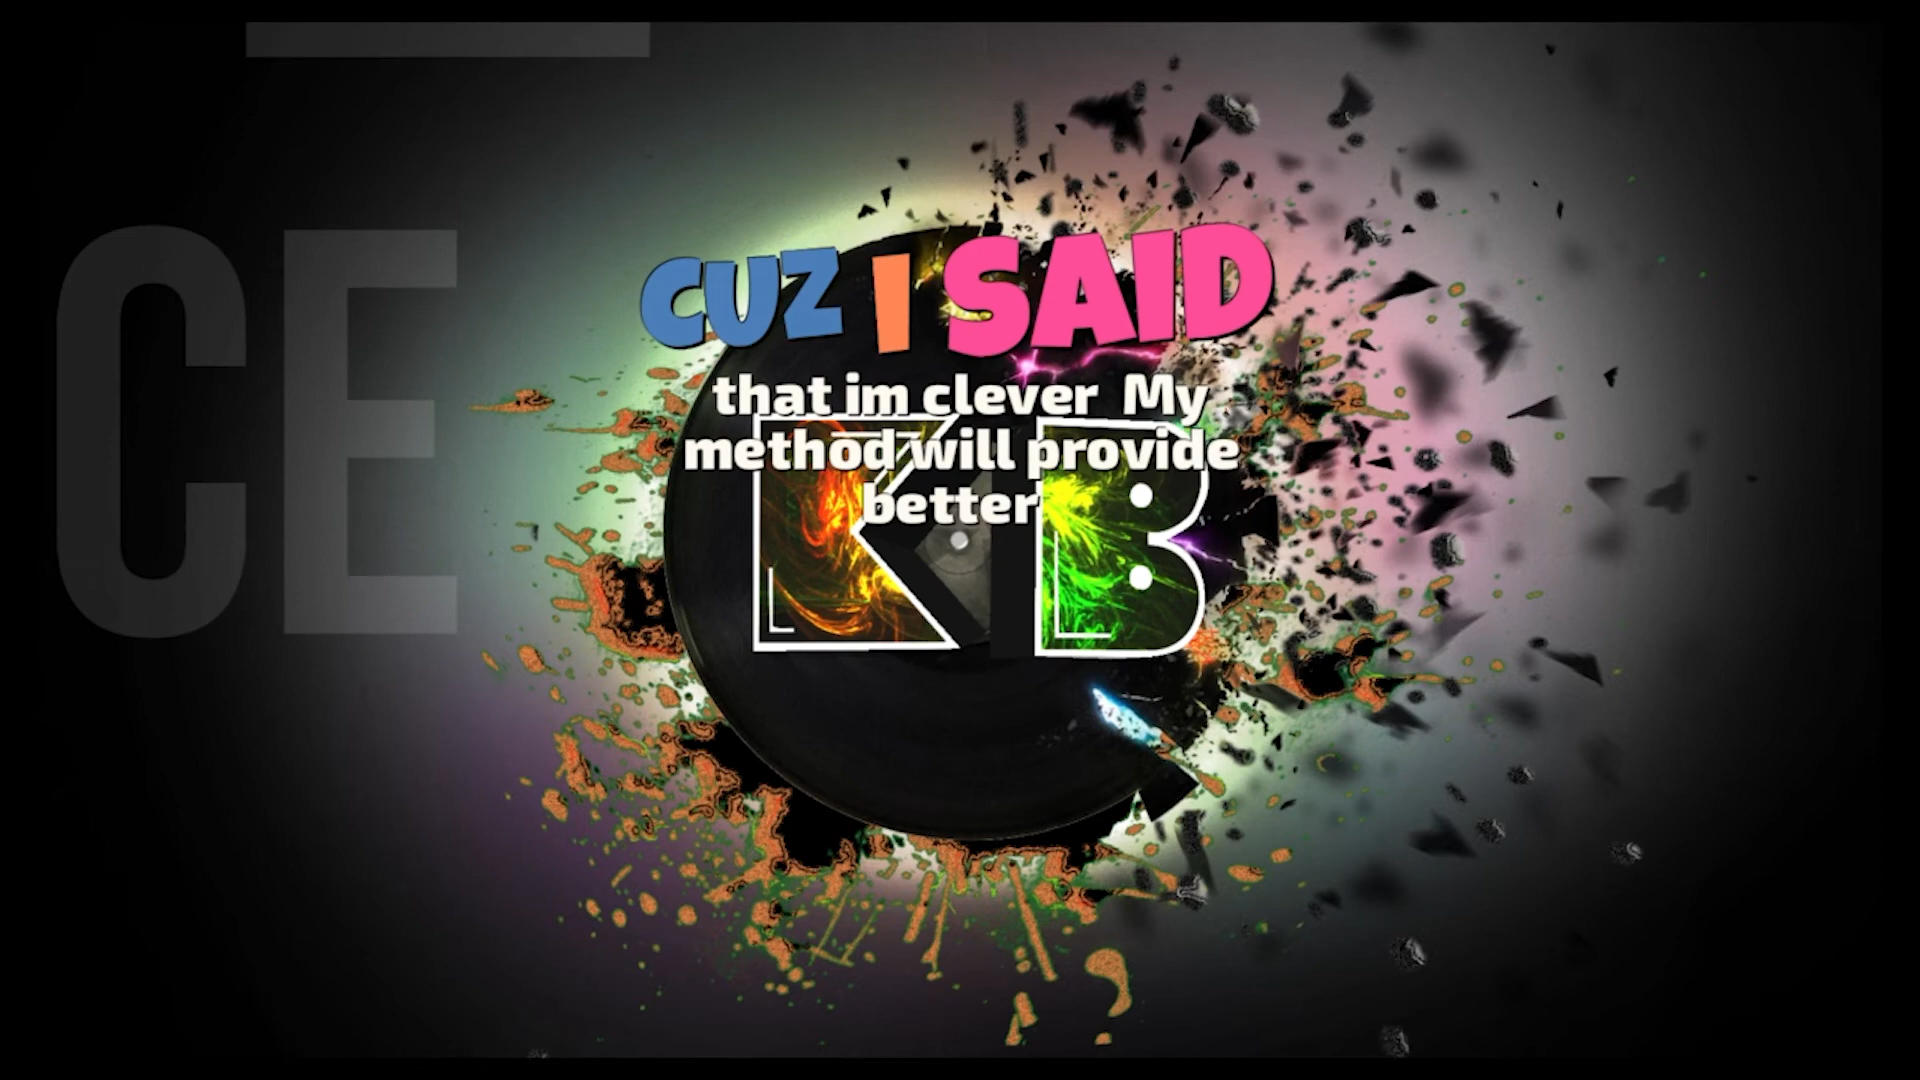 CE
CUZ I SAID
that im clever My
method will provide
better
KB